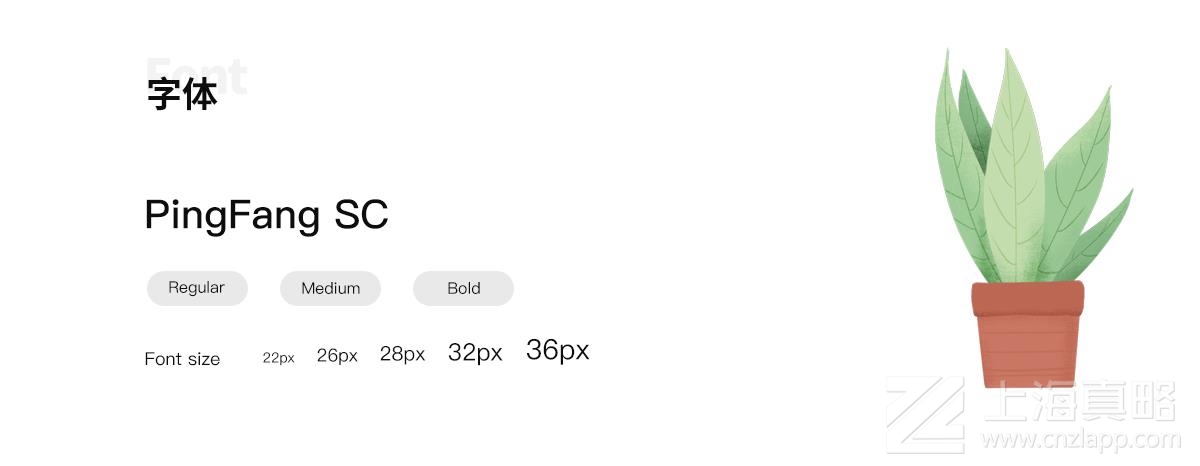 Font
字体
PingFang SC
Regular Medium Bold
Font size 22px 26px 28px 32px 36px
上海真略
www.cnzlapp.com